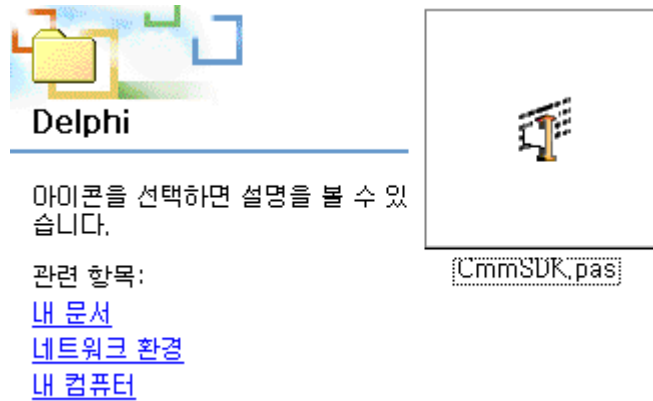 Delphi
아이콘을 선택하면 설명을 볼 수 있
습니다.
관련 항목:
내 문서
네트워크 환경
내 컴퓨터
CmmSDK.pas